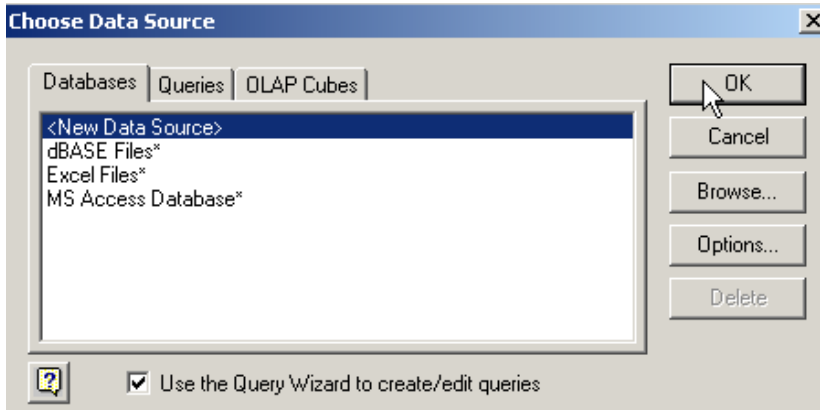 Choose Data Source
Databases Queries OLAP Cubes
<New Data Source>
dBASE Files*
Excel Files*
MS Access Database*
OK
Cancel
Browse...
Options...
Delete
Use the Query Wizard to create/edit queries